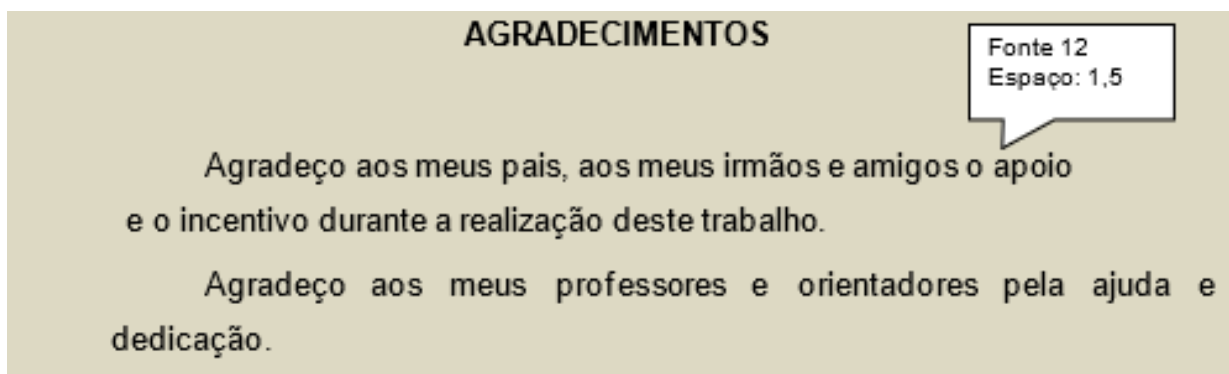 AGRADECIMENTOS
Fonte 12
Espaço: 1,5
Agradeço aos meus pais, aos meus irmãos e amigos o apoio
e o incentivo durante a realização deste trabalho.
Agradeço aos meus professores e orientadores pela ajuda e
dedicação.